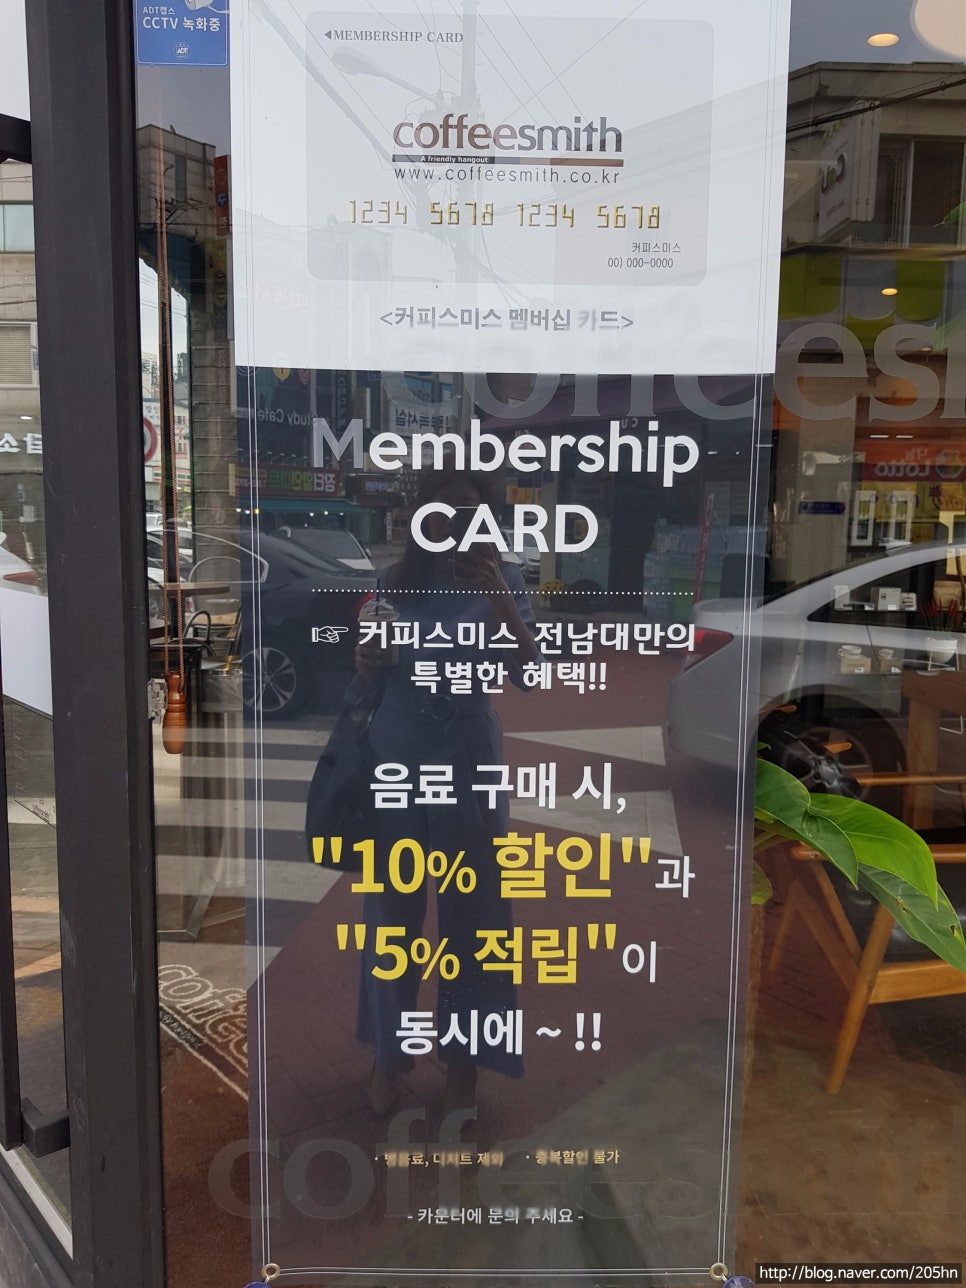 ADT캡스
CCTV 녹화중
ADT
◀MEMBERSHIP CARD
coffeesmith
A friendly hangout
www.coffeesmith.co.kr
1234 5678 1234 5678
커피스미스
00) 000-0000
<커피스미스 멤버십 카드>
coffees
Membership
CARD
☞ 커피스미스 전남대만의
특별한 혜택!!
음료 구매 시,
"10% 할인"과
"5% 적립"이
동시에 ~ !!
· 병음료, 디저트 제외 · 중복할인 불가
- 카운터에 문의 주세요 -
coffeesmith
http://blog.naver.com/205hn